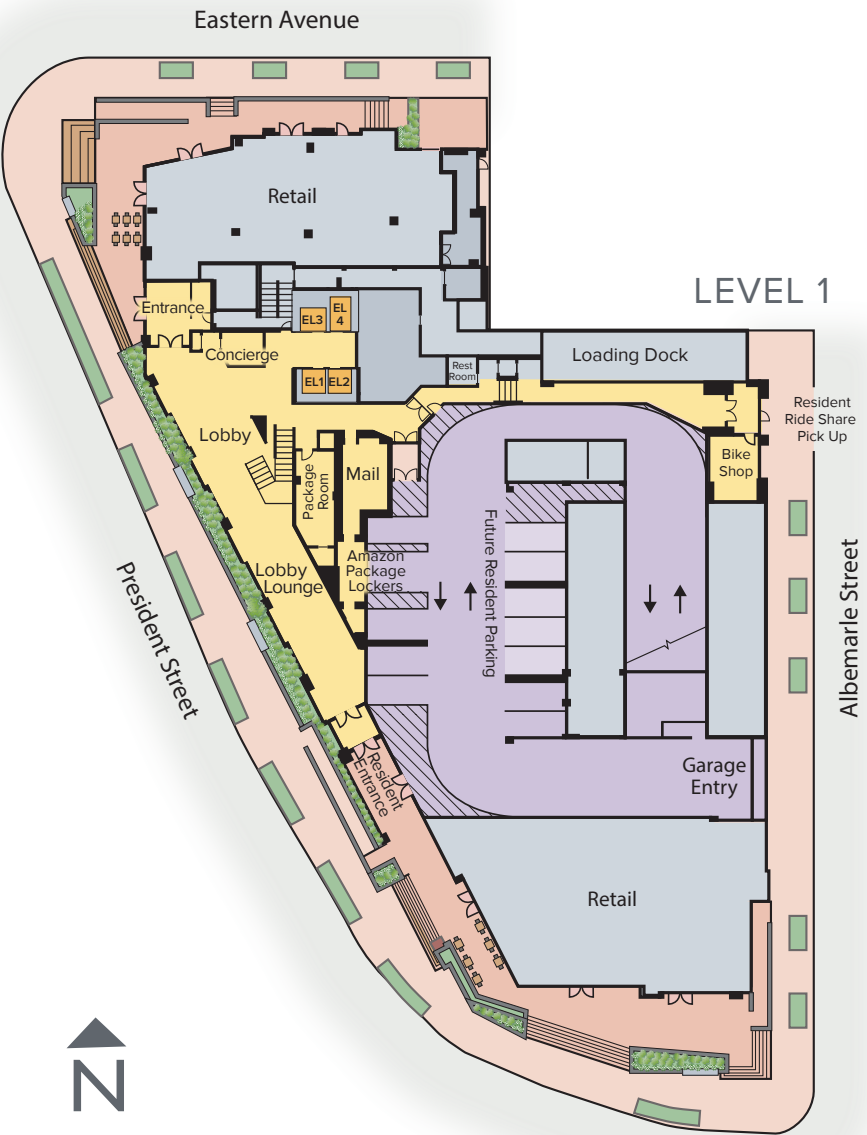 Eastern Avenue
Retail
LEVEL 1
Entrance
EL3
EL
4
Concierge
Loading Dock
Rest
Room
EL1
EL2
Resident
Ride Share
Pick Up
Lobby
Bike
Shop
Package
Room
Mail
Future Resident Parking
Amazon
Package
Lockers
Lobby
Lounge
President Street
Albemarle Street
Resident
Entrance
Garage
Entry
Retail
N